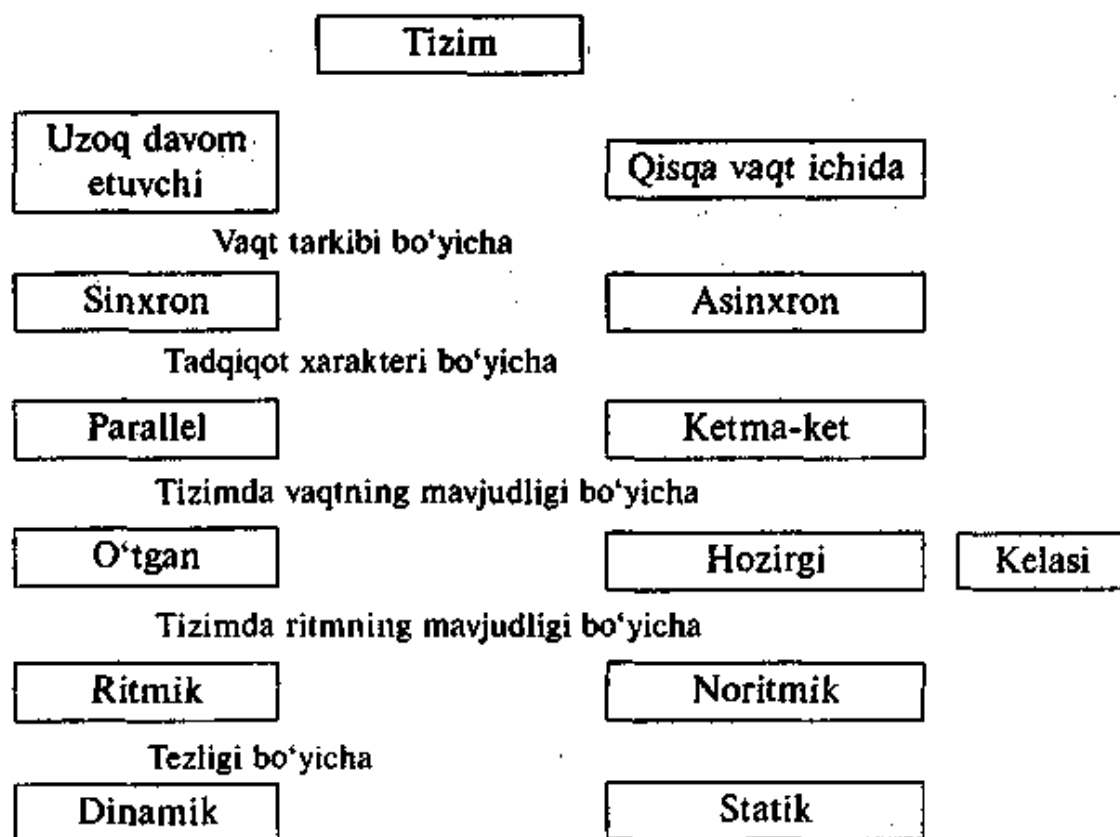 Tizim
Uzoq davom
etuvchi
Qisqa vaqt ichida
Vaqt tarkibi bo‘yicha
Sinxron
Asinxron
Tadqiqot xarakteri bo‘yicha
Parallel
Ketma-ket
Tizimda vaqtning mavjudligi bo‘yicha
O‘tgan
Hozirgi
Kelasi
Tizimda ritmning mavjudligi bo‘yicha
Ritmik
Noritmik
Tezligi bo‘yicha
Dinamik
Statik